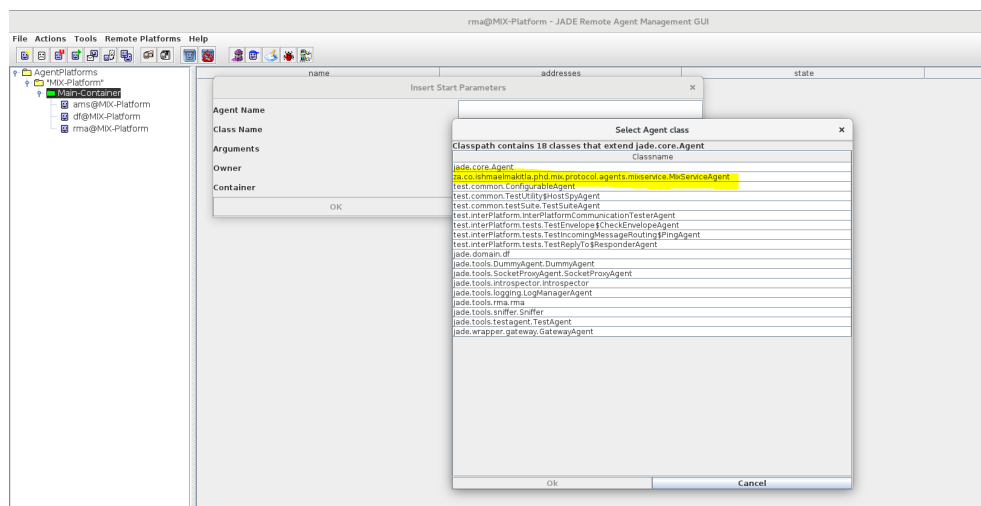 rma@MIX-Platform - JADE Remote Agent Management GUI
File Actions Tools Remote Platforms Help
AgentPlatforms
"MIX-Platform"
Main-Container
ams@MIX-Platform
df@MIX-Platform
rma@MIX-Platform
name addresses state
Insert Start Parameters ×
Agent Name
Class Name
Arguments
Owner
Container
OK
Select Agent class ×
Classpath contains 18 classes that extend jade.core.Agent
Classname
jade.core.Agent
za.co.ishmaelmakitla.phd.mix.protocol.agents.mixservice.MixServiceAgent
test.common.ConfigurableAgent
test.common.TestUtility$HostSpyAgent
test.common.testSuite.TestSuiteAgent
test.interPlatform.InterPlatformCommunicationTesterAgent
test.interPlatform.tests.TestEnvelope$CheckEnvelopeAgent
test.interPlatform.tests.TestIncomingMessageRouting$PingAgent
test.interPlatform.tests.TestReplyTo$ResponderAgent
jade.domain.df
jade.tools.DummyAgent.DummyAgent
jade.tools.SocketProxyAgent.SocketProxyAgent
jade.tools.introspector.Introspector
jade.tools.logging.LogManagerAgent
jade.tools.rma.rma
jade.tools.sniffer.Sniffer
jade.tools.testagent.TestAgent
jade.wrapper.gateway.GatewayAgent
Ok Cancel